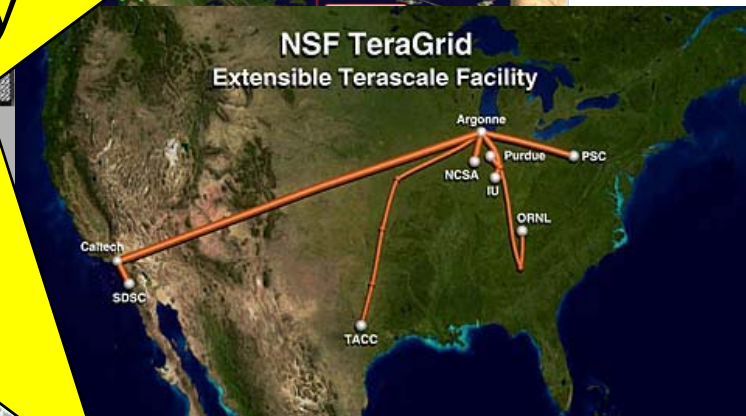 NSF TeraGrid
Extensible Terascale Facility
Argonne
Purdue
PSC
NCSA
IU
ORNL
Caltech
SDSC
TACC